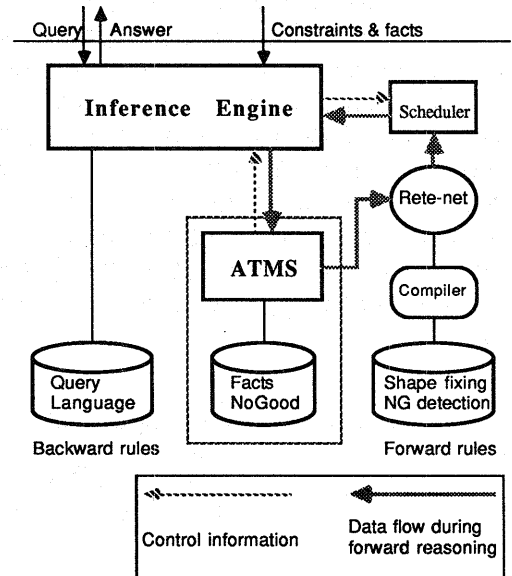 Query
Answer
Constraints & facts
Inference Engine
Scheduler
Rete-net
ATMS
Compiler
Query
Language
Facts
NoGood
Shape fixing
NG detection
Backward rules
Forward rules
Control information
Data flow during
forward reasoning